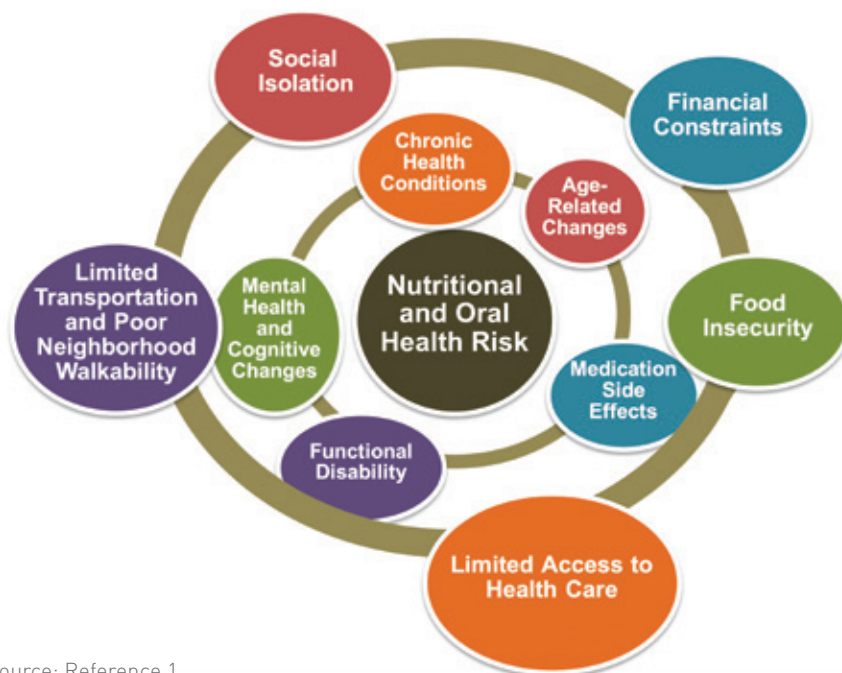 Social
Isolation
Financial
Constraints
Chronic
Health
Conditions
Age-
Related
Changes
Limited
Transportation
and Poor
Neighborhood
Walkability
Mental
Health
and
Cognitive
Changes
Nutritional
and Oral
Health Risk
Food
Insecurity
Medication
Side
Effects
Functional
Disability
Limited Access to
Health Care
ource: Reference 1